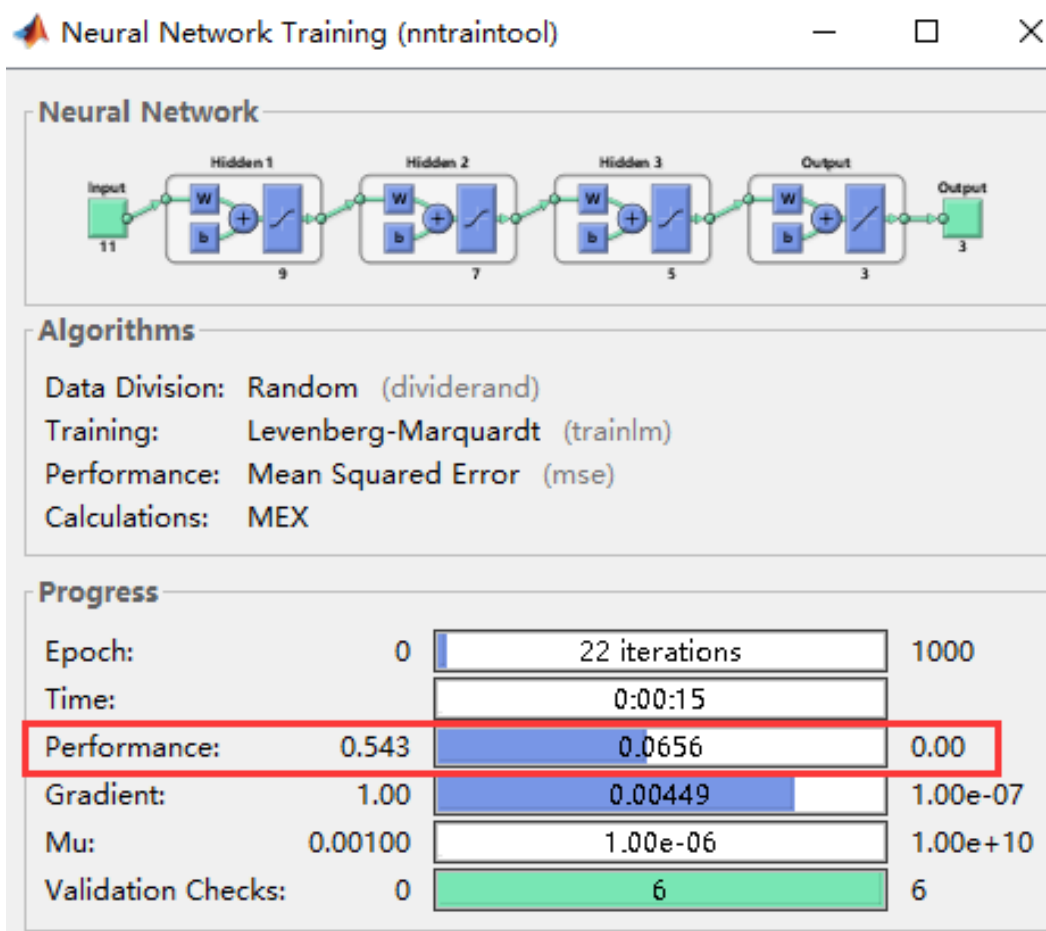 Neural Network Training (nntraintool)
Neural Network
Hidden 1 Hidden 2 Hidden 3 Output
Input W W W W Output
b b b b
11 9 7 5 3 3
Algorithms
Data Division: Random (dividerand)
Training: Levenberg-Marquardt (trainlm)
Performance: Mean Squared Error (mse)
Calculations: MEX
Progress
Epoch: 0 22 iterations 1000
Time: 0:00:15
Performance: 0.543 0.0656 0.00
Gradient: 1.00 0.00449 1.00e-07
Mu: 0.00100 1.00e-06 1.00e+10
Validation Checks: 0 6 6